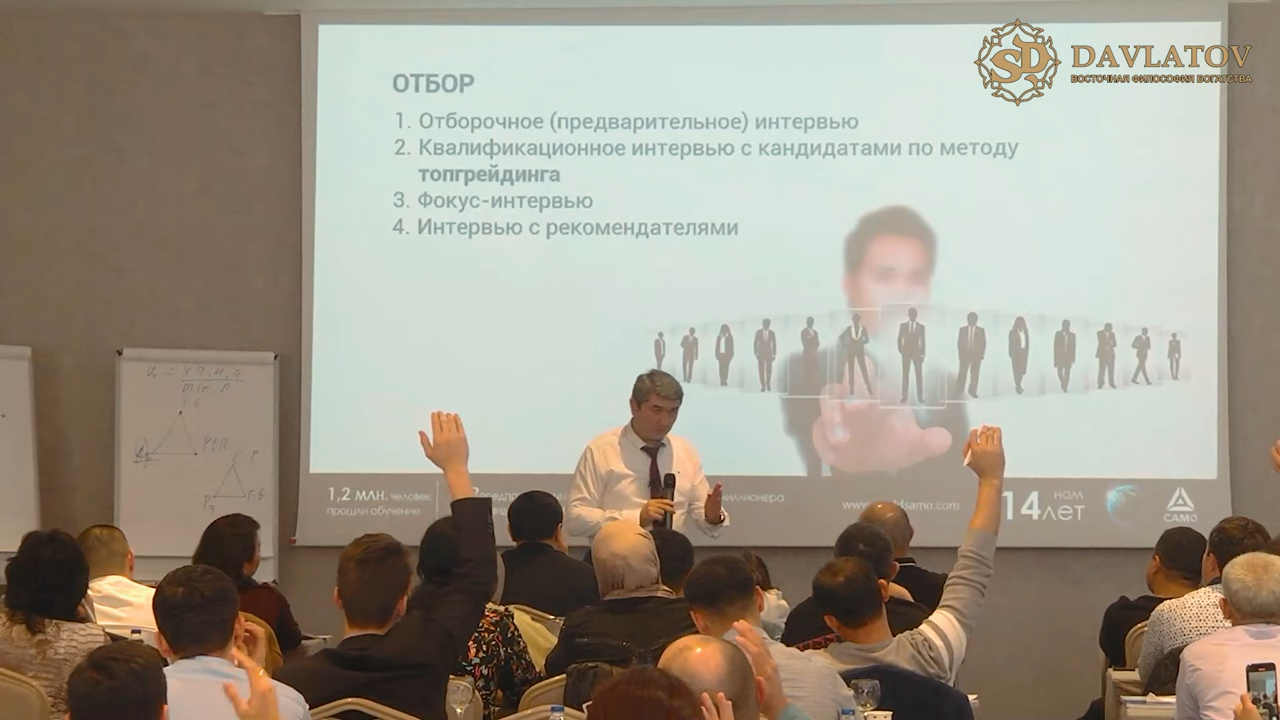 DAVLATOV
ВОСТОЧНАЯ ФИЛОСОФИЯ БОГАТСТВА
ОТБОР
1. Отборочное (предварительное) интервью
2. Квалификационное интервью с кандидатами по методу
топгрейдинга
3. Фокус-интервью
4. Интервью с рекомендателями
1,2 млн. человек
прошли обучение
14 лет
нам
САМО